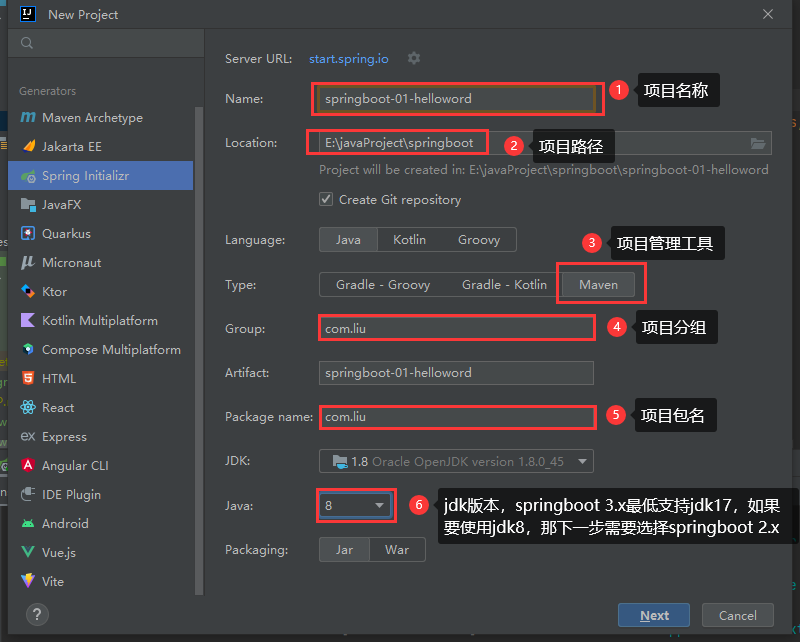 New Project
Server URL: start.spring.io
Generators
Name: springboot-01-helloword
1 项目名称
Maven Archetype
Jakarta EE
Spring Initializr
JavaFX
Quarkus
Micronaut
Ktor
Kotlin Multiplatform
Compose Multiplatform
HTML
React
Express
Angular CLI
IDE Plugin
Android
Vue.js
Vite
Location: E:\javaProject\springboot
2 项目路径
Project will be created in: E:\javaProject\springboot\springboot-01-helloword
Create Git repository
Language: Java Kotlin Groovy
3 项目管理工具
Type: Gradle - Groovy Gradle - Kotlin Maven
Group: com.liu
4 项目分组
Artifact: springboot-01-helloword
Package name: com.liu
5 项目包名
JDK: 1.8 Oracle OpenJDK version 1.8.0_45
Java: 8
6 jdk版本，springboot 3.x最低支持jdk17，如果
要使用jdk8，那下一步需要选择springboot 2.x
Packaging: Jar War
?
Next Cancel